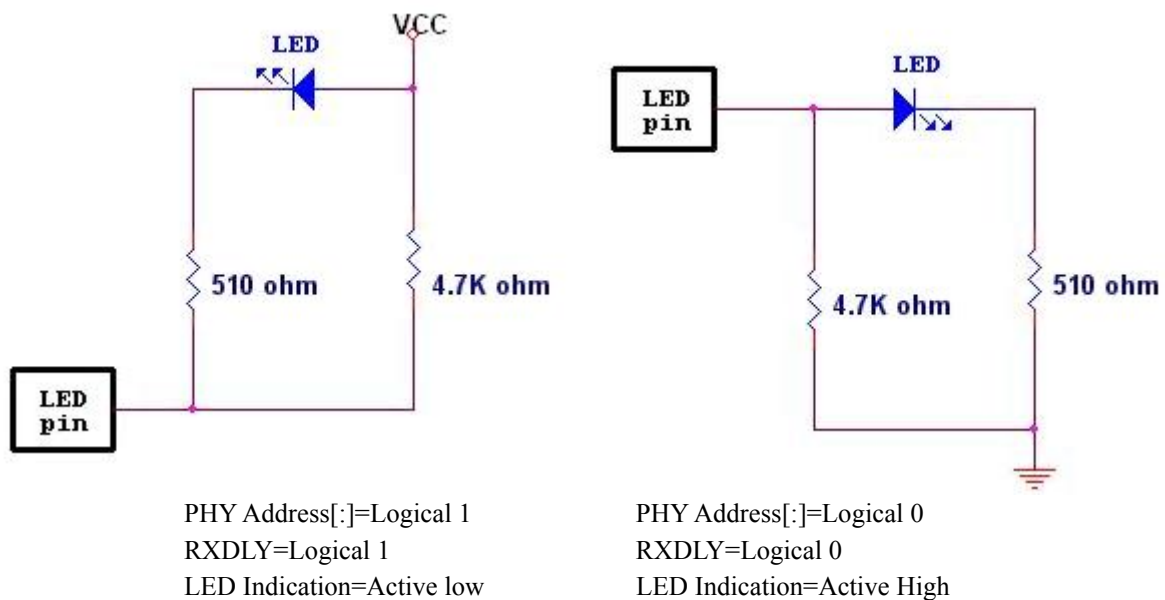 VCC
LED
LED
LED
pin
510 ohm
4.7K ohm
4.7K ohm
510 ohm
LED
pin
PHY Address[:]=Logical 1
PHY Address[:]=Logical 0
RXDLY=Logical 1
RXDLY=Logical 0
LED Indication=Active low
LED Indication=Active High